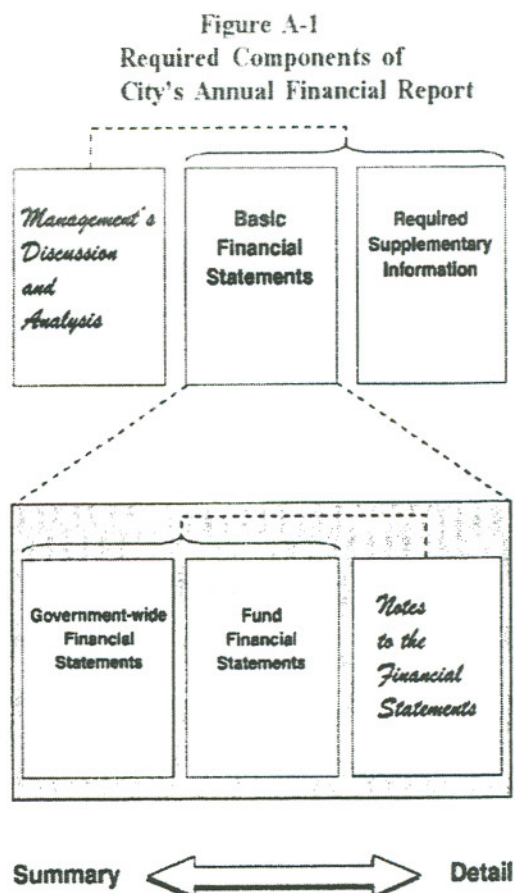 Figure A-1
Required Components of
City's Annual Financial Report
Management's
Discussion
and
Analysis
Basic
Financial
Statements
Required
Supplementary
Information
Government-wide
Financial
Statements
Fund
Financial
Statements
Notes
to the
Financial
Statements
Summary
Detail